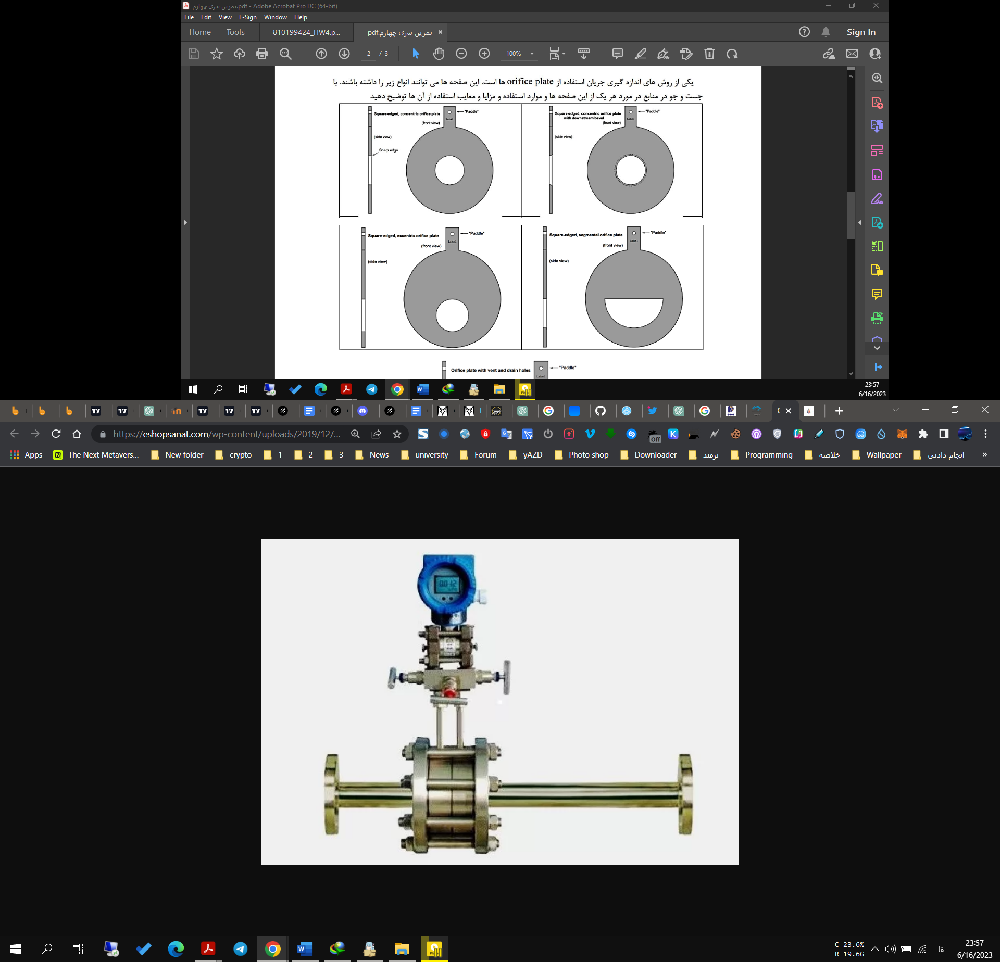 تمرین سری چهارم.pdf - Adobe Acrobat Pro DC (64-bit)
File Edit View E-Sign Window Help
Home Tools 810199424_HW4.p... تمرین سری چهارم.pdf Sign In
2 / 3 100%
یکی از روش های اندازه گیری جریان استفاده از orifice plate ها است. این صفحه ها می توانند انواع زیر را داشته باشند. با
جست و جو در منابع در مورد هر یک از این صفحه ها و موارد استفاده و مزایا و معایب استفاده از آن ها توضیح دهید
Square-edged, concentric orifice plate
(front view)
"Paddle"
Label
(side view)
Sharp edge
Square-edged, concentric orifice plate
with downstream bevel
(front view)
"Paddle"
Label
(side view)
Square-edged, eccentric orifice plate
(front view)
"Paddle"
Label
(side view)
Square-edged, segmental orifice plate
(front view)
"Paddle"
Label
(side view)
Orifice plate with vent and drain holes
"Paddle"
Label
23:57
6/16/2023
https://eshopsanat.com/wp-content/uploads/2019/12/...
Off
Apps The Next Metavers... New folder crypto 1 2 3 News university Forum yAZD Photo shop Downloader ترفند Programming خلاصه Wallpaper انجام دادنی »
0.012
C 23.6%
R 19.6G
فا
23:57
6/16/2023